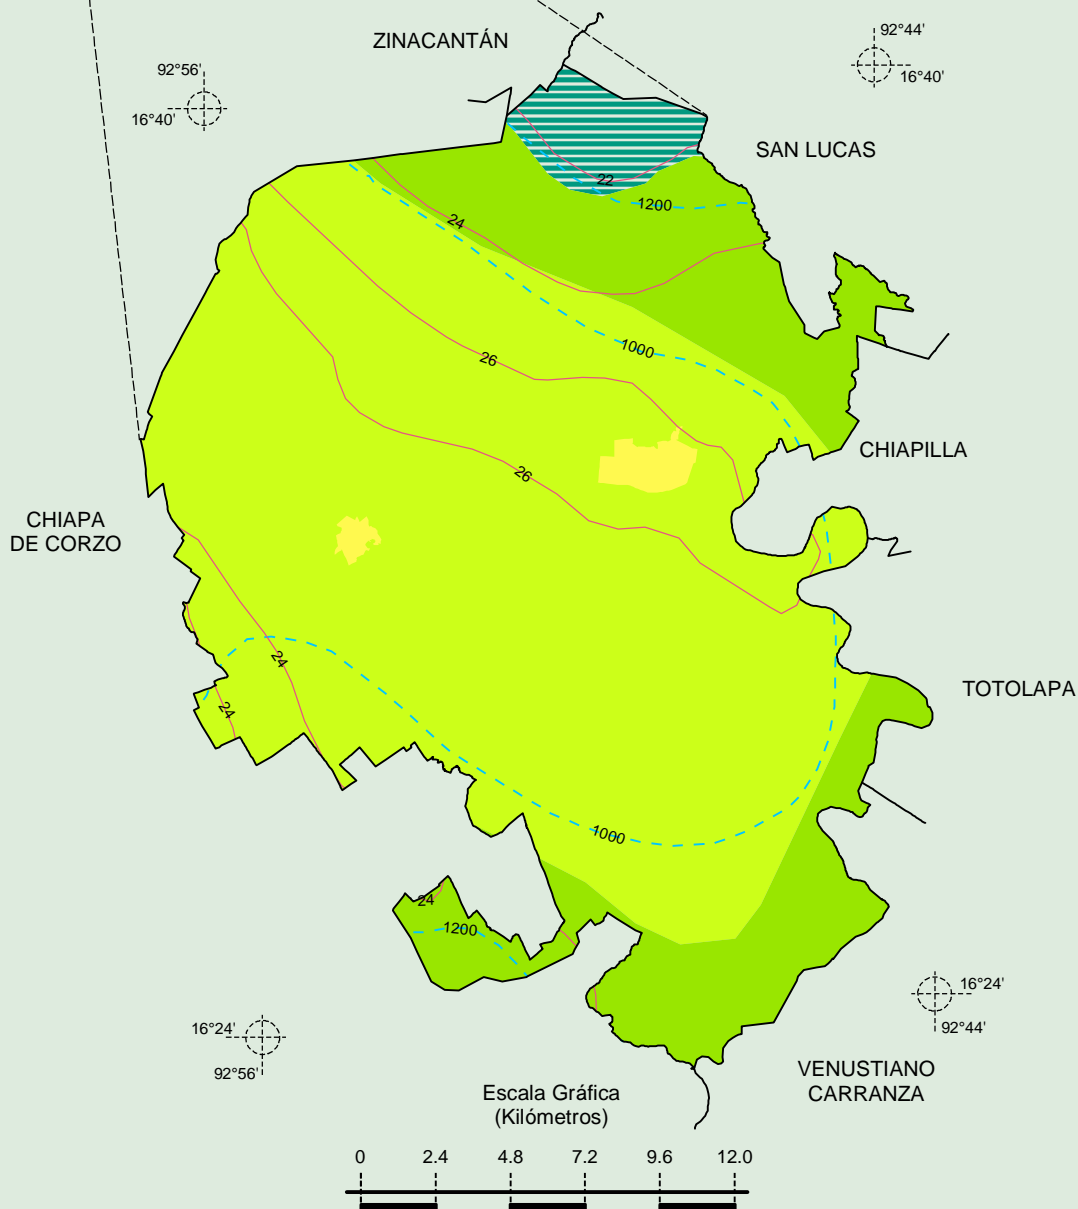 ZINACANTÁN
92°44'
16°40'
92°56'
16°40'
SAN LUCAS
22
1200
24
1000
26
CHIAPILLA
26
CHIAPA
DE CORZO
24
TOTOLAPA
24
1000
24
1200
16°24'
92°44'
16°24'
92°56'
VENUSTIANO
CARRANZA
Escala Gráfica
(Kilómetros)
0 2.4 4.8 7.2 9.6 12.0